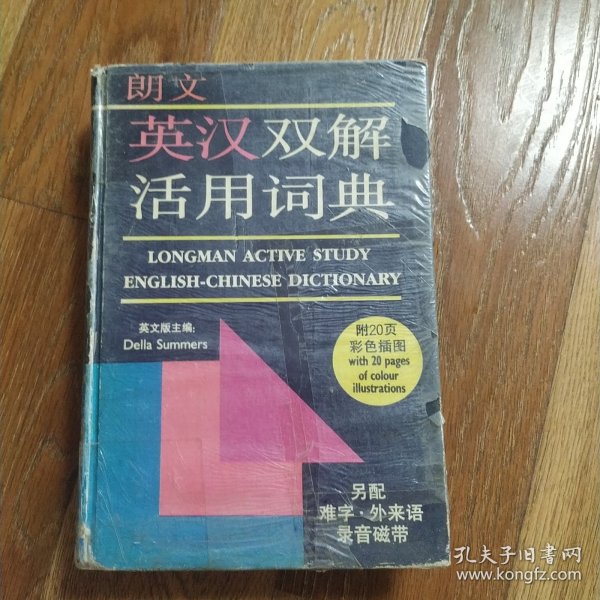 朗文
英汉双解
活用词典
LONGMAN ACTIVE STUDY
ENGLISH-CHINESE DICTIONARY
英文版主编:
Della Summers
附20页
彩色插图
with 20 pages
of colour
illustrations
另配
难字·外来语
录音磁带
孔夫子旧书网
www.kongfz.com